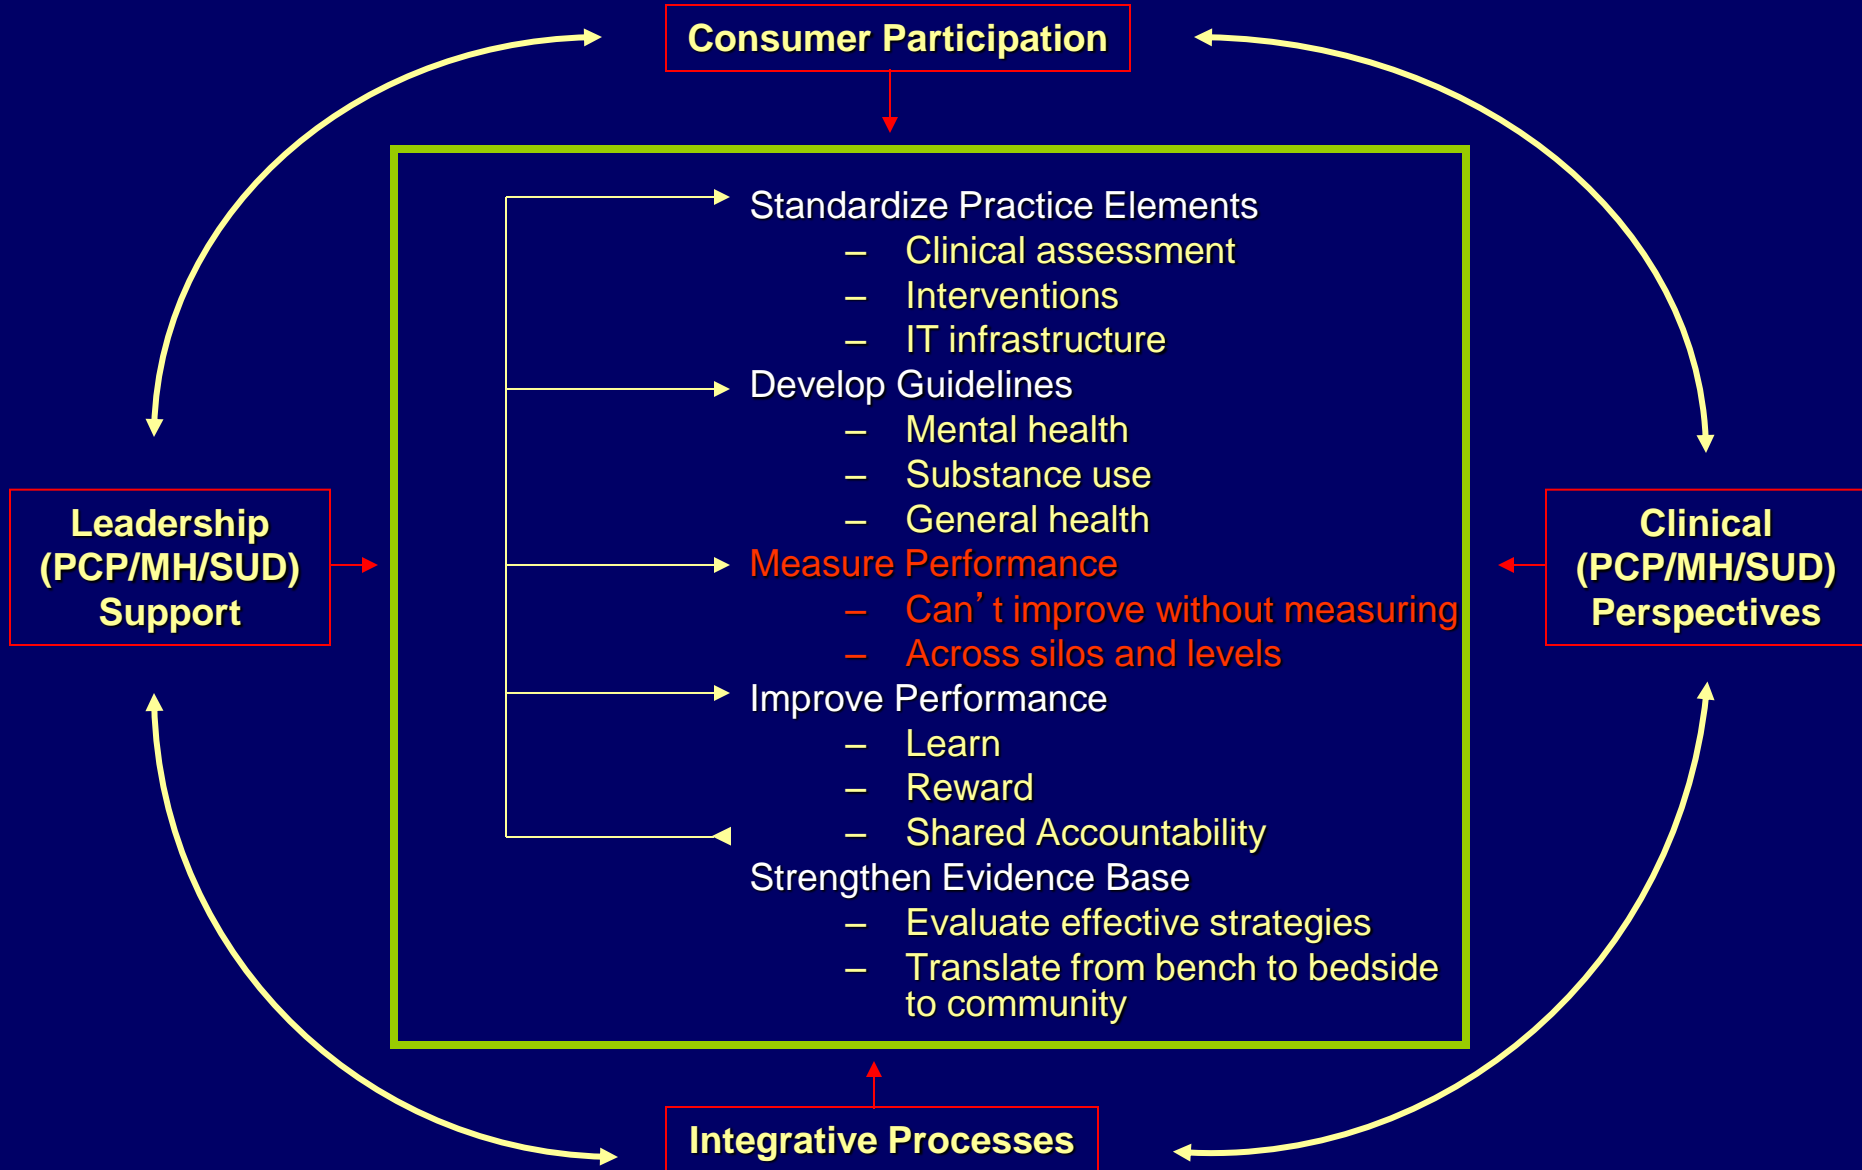 Consumer Participation
Standardize Practice Elements
– Clinical assessment
– Interventions
– IT infrastructure
Develop Guidelines
– Mental health
– Substance use
– General health
Leadership
(PCP/MH/SUD)
Support
Clinical
(PCP/MH/SUD)
Perspectives
Measure Performance
– Can’t improve without measuring
– Across silos and levels
Improve Performance
– Learn
– Reward
– Shared Accountability
Strengthen Evidence Base
– Evaluate effective strategies
– Translate from bench to bedside
to community
Integrative Processes